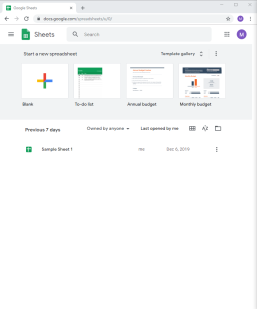 Google Sheets
docs.google.com/spreadsheets/u/0/
Sheets
Search
M
M
Start a new spreadsheet
Template gallery
Blank
To-do list
Annual budget
Monthly budget
Previous 7 days
Owned by anyone
Last opened by me
AZ
Sample Sheet 1
me
Dec 6, 2019